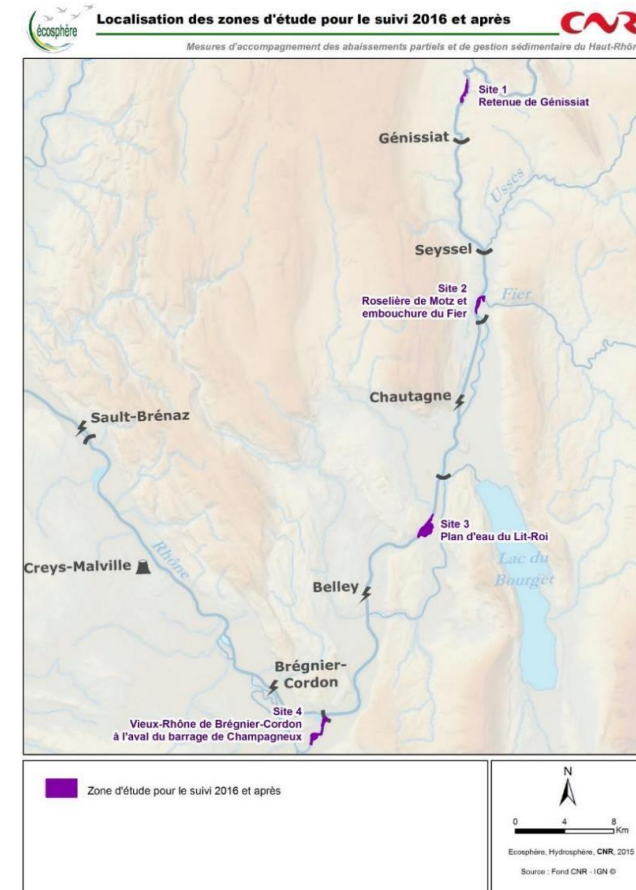 écosphère
Localisation des zones d'étude pour le suivi 2016 et après
CNR
Mesures d'accompagnement des abaissements partiels et de gestion sédimentaire du Haut-Rhôn
Site 1
Retenue de Génissiat
Génissiat
Usses
Seyssel
Site 2
Roselière de Motz et
embouchure du Fier
Fier
Chautagne
Sault-Brénaz
Site 3
Plan d'eau du Lit-Roi
Lac du
Bourget
Rhône
Creys-Malville
Belley
Brégnier-
Cordon
Site 4
Vieux-Rhône de Brégnier-Cordon
à l'aval du barrage de Champagneux
Zone d'étude pour le suivi 2016 et après
N
0 4 8
Km
Ecosphère, Hydrosphère, CNR, 2015
Source : Fond CNR - IGN ©